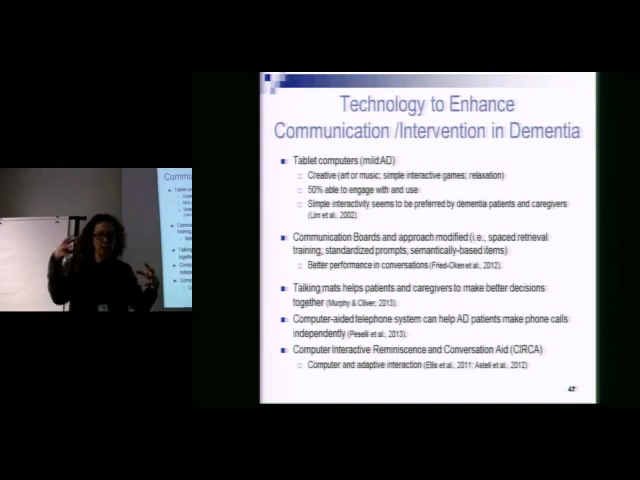 Technology to Enhance
Communication /Intervention in Dementia
Tablet computers (mild AD)
Creative (art or music; simple interactive games; relaxation)
50% able to engage with and use
Simple interactivity seems to be preferred by dementia patients and caregivers
(Lim et al., 2002)
Communication Boards and approach modified (i.e., spaced retrieval
training, standardized prompts, semantically-based items)
Better performance in conversations (Fried-Oken et al., 2012).
Talking mats helps patients and caregivers to make better decisions
together (Murphy & Oliver, 2013).
Computer-aided telephone system can help AD patients make phone calls
independently (Peselli et al., 2013).
Computer Interactive Reminiscence and Conversation Aid (CIRCA)
Computer and adaptive interaction (Ellis et al., 2011; Astell et al., 2012)
47